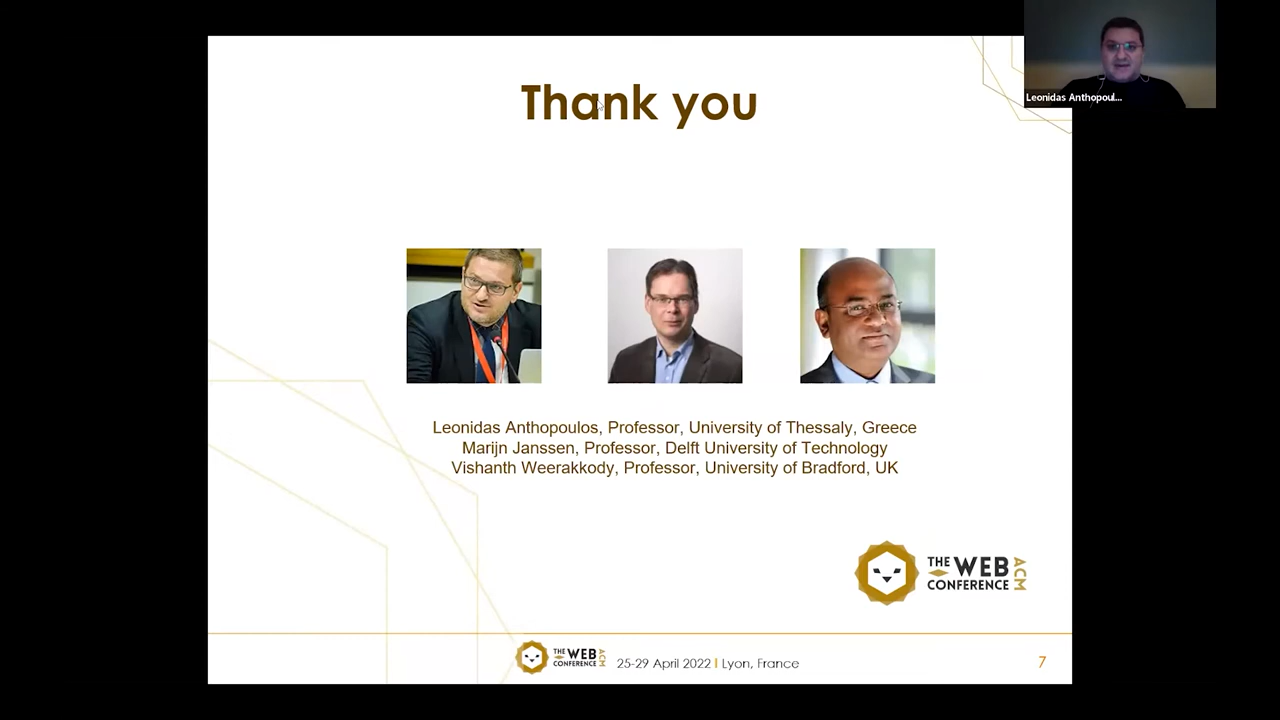 Thank you
Leonidas Anthopoul...
Leonidas Anthopoulos, Professor, University of Thessaly, Greece
Marijn Janssen, Professor, Delft University of Technology
Vishanth Weerakkody, Professor, University of Bradford, UK
THE WEB
CONFERENCE
ACM
THE WEB
CONFERENCE
ACM
25-29 April 2022 | Lyon, France
7